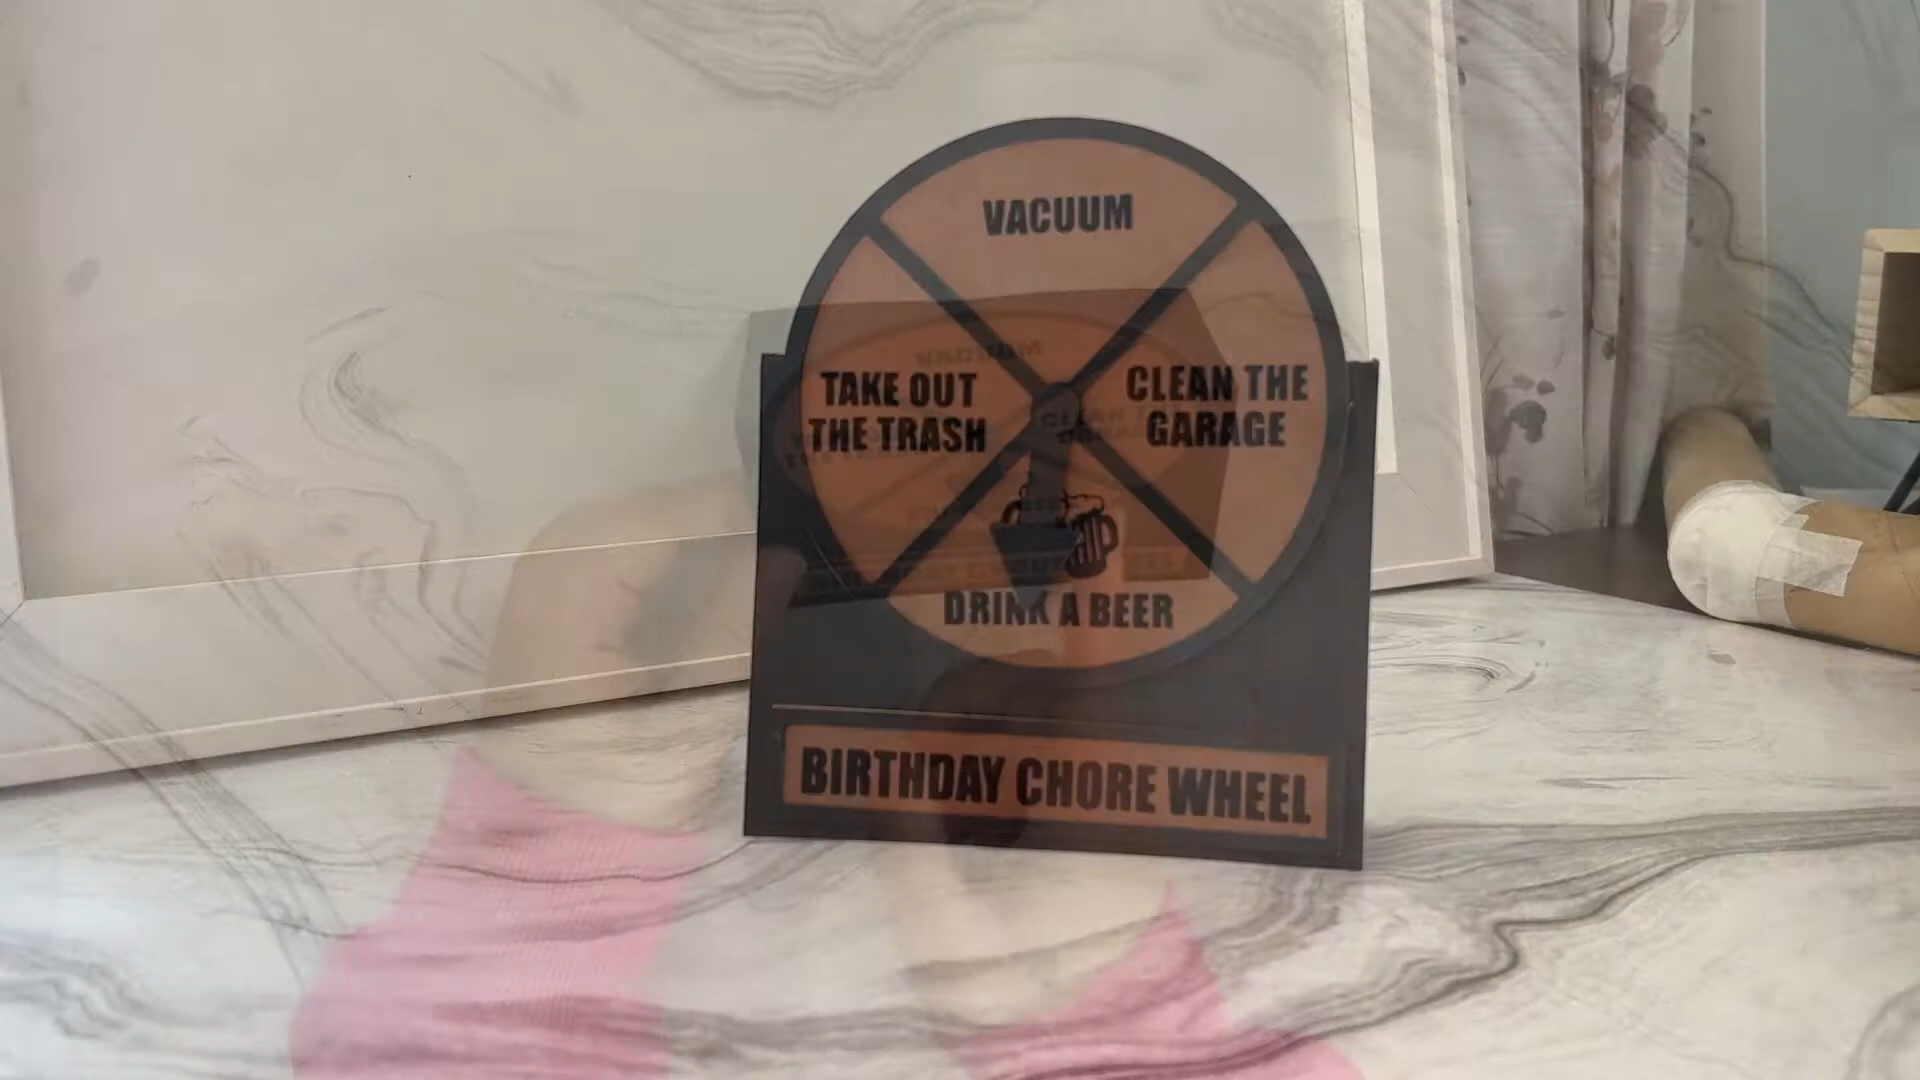 VACUUM
TAKE OUT
THE TRASH
CLEAN THE
GARAGE
DRINK A BEER
BIRTHDAY CHORE WHEEL